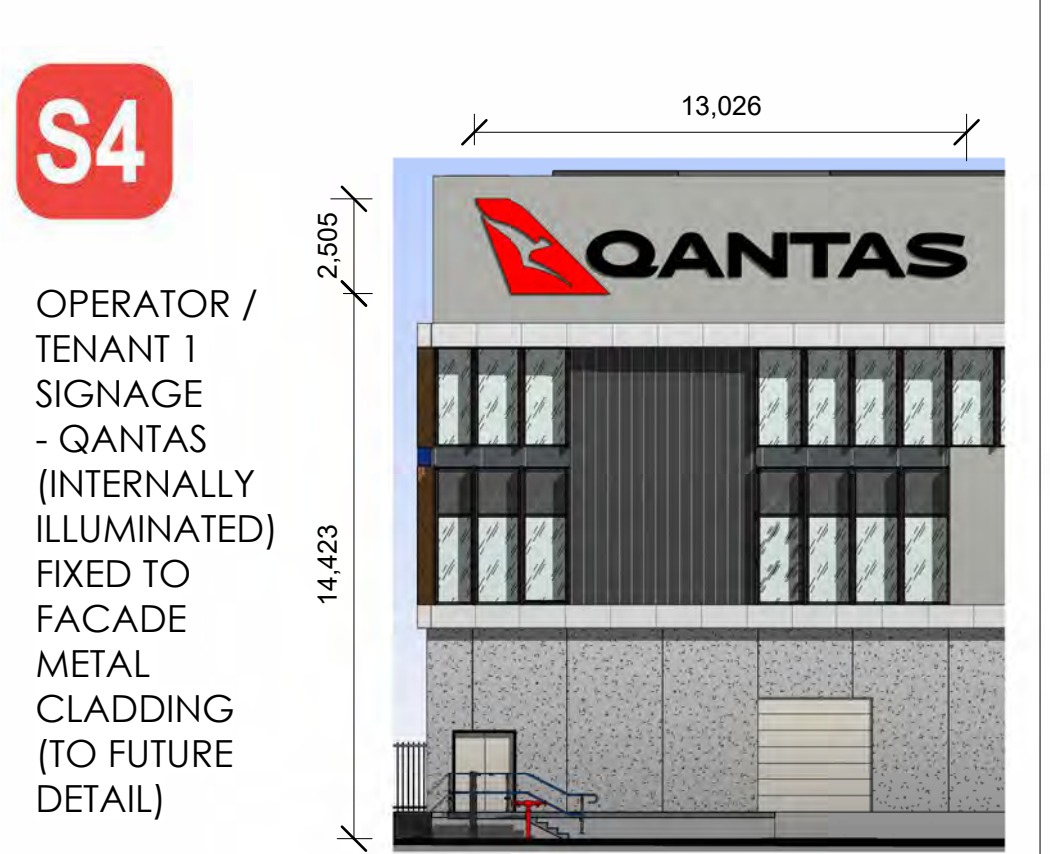 S4
13,026
2,505
QANTAS
OPERATOR /
TENANT 1
SIGNAGE
- QANTAS
(INTERNALLY
ILLUMINATED)
FIXED TO
FACADE
METAL
CLADDING
(TO FUTURE
DETAIL)
14,423